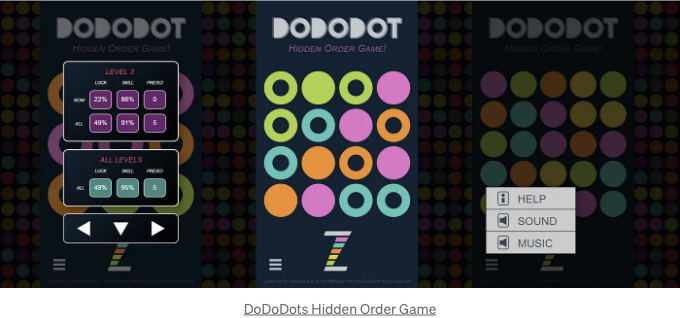 DODODOT
HIDDEN ORDER GAME!
LEVEL 3
LUCK SKILL PRESCI
NOW 22% 86% 0
ALL 49% 91% 5
ALL LEVELS
LUCK SKILL PRESCI
ALL 49% 95% 5
DODODOT
HIDDEN ORDER GAME!
DODODOT
HIDDEN ORDER GAME!
HELP
SOUND
MUSIC
DoDoDots Hidden Order Game